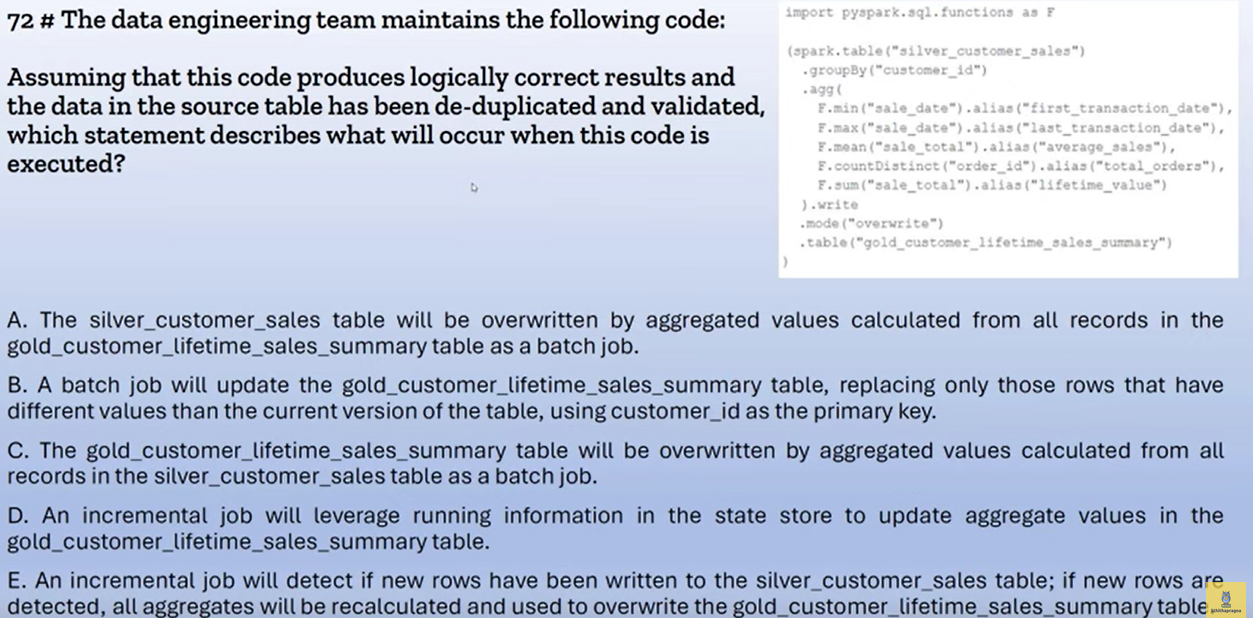 72 # The data engineering team maintains the following code:
Assuming that this code produces logically correct results and
the data in the source table has been de-duplicated and validated,
which statement describes what will occur when this code is
executed?
import pyspark.sql.functions as F
(spark.table("silver_customer_sales")
.groupBy("customer_id")
.agg(
F.min("sale_date").alias("first_transaction_date"),
F.max("sale_date").alias("last_transaction_date"),
F.mean("sale_total").alias("average_sales"),
F.countDistinct("order_id").alias("total_orders"),
F.sum("sale_total").alias("lifetime_value")
).write
.mode("overwrite")
.table("gold_customer_lifetime_sales_summary")
)
A. The silver_customer_sales table will be overwritten by aggregated values calculated from all records in the
gold_customer_lifetime_sales_summary table as a batch job.
B. A batch job will update the gold_customer_lifetime_sales_summary table, replacing only those rows that have
different values than the current version of the table, using customer_id as the primary key.
C. The gold_customer_lifetime_sales_summary table will be overwritten by aggregated values calculated from all
records in the silver_customer_sales table as a batch job.
D. An incremental job will leverage running information in the state store to update aggregate values in the
gold_customer_lifetime_sales_summary table.
E. An incremental job will detect if new rows have been written to the silver_customer_sales table; if new rows are
detected, all aggregates will be recalculated and used to overwrite the gold_customer_lifetime_sales_summary table